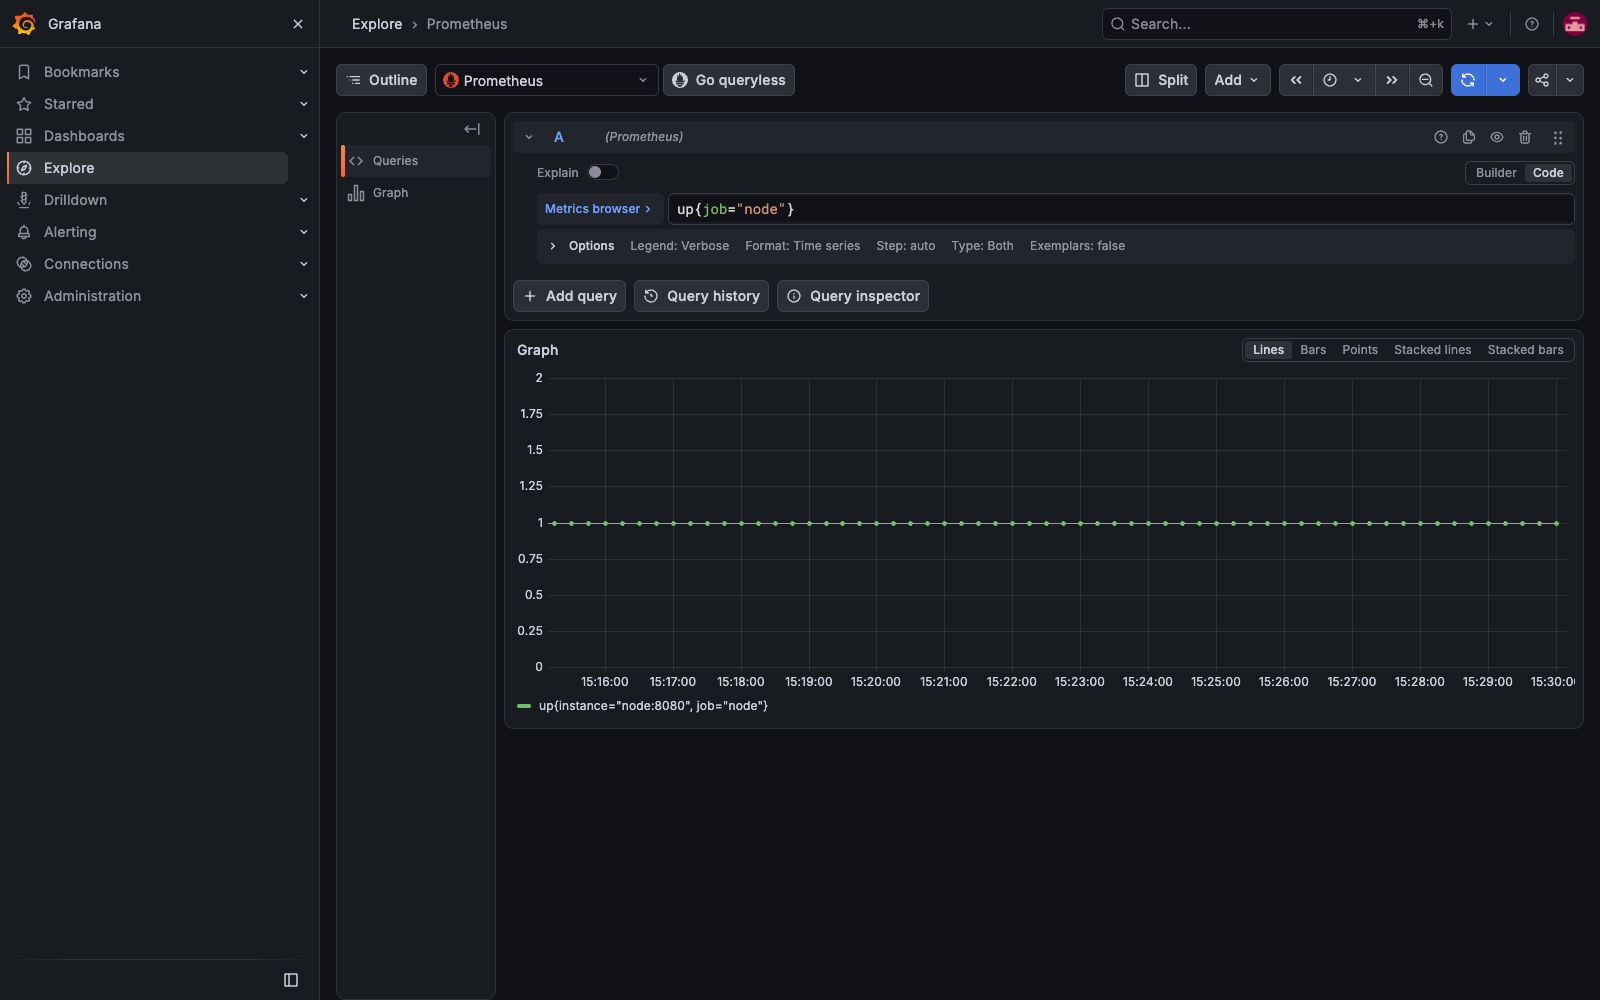 Grafana
Explore › Prometheus
Search... ⌘+k
Bookmarks
Starred
Dashboards
Explore
Drilldown
Alerting
Connections
Administration
Outline
Prometheus
Go queryless
Split
Add
Queries
Graph
A (Prometheus)
Explain
Builder Code
Metrics browser ›
up{job="node"}
Options Legend: Verbose Format: Time series Step: auto Type: Both Exemplars: false
+ Add query
Query history
Query inspector
Graph
Lines Bars Points Stacked lines Stacked bars
2
1.75
1.5
1.25
1
0.75
0.5
0.25
0
15:16:00 15:17:00 15:18:00 15:19:00 15:20:00 15:21:00 15:22:00 15:23:00 15:24:00 15:25:00 15:26:00 15:27:00 15:28:00 15:29:00 15:30:0
up{instance="node:8080", job="node"}